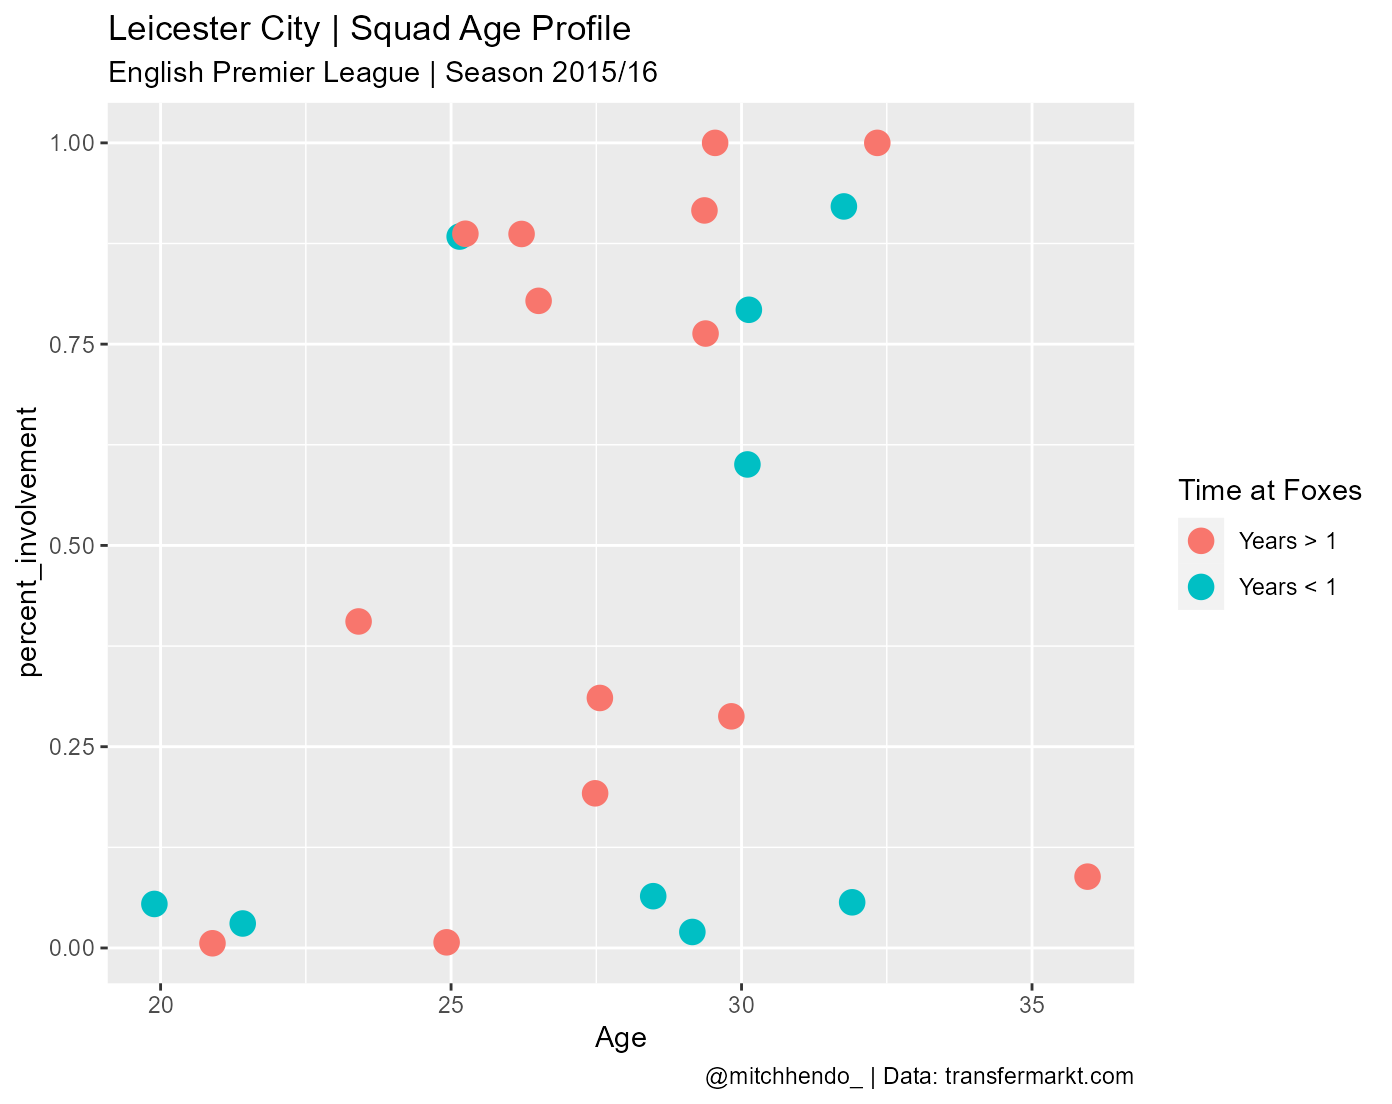 Leicester City | Squad Age Profile
English Premier League | Season 2015/16
1.00
0.75
0.50
0.25
0.00
percent_involvement
20 25 30 35
Age
Time at Foxes
Years > 1
Years < 1
@mitchhendo_ | Data: transfermarkt.com